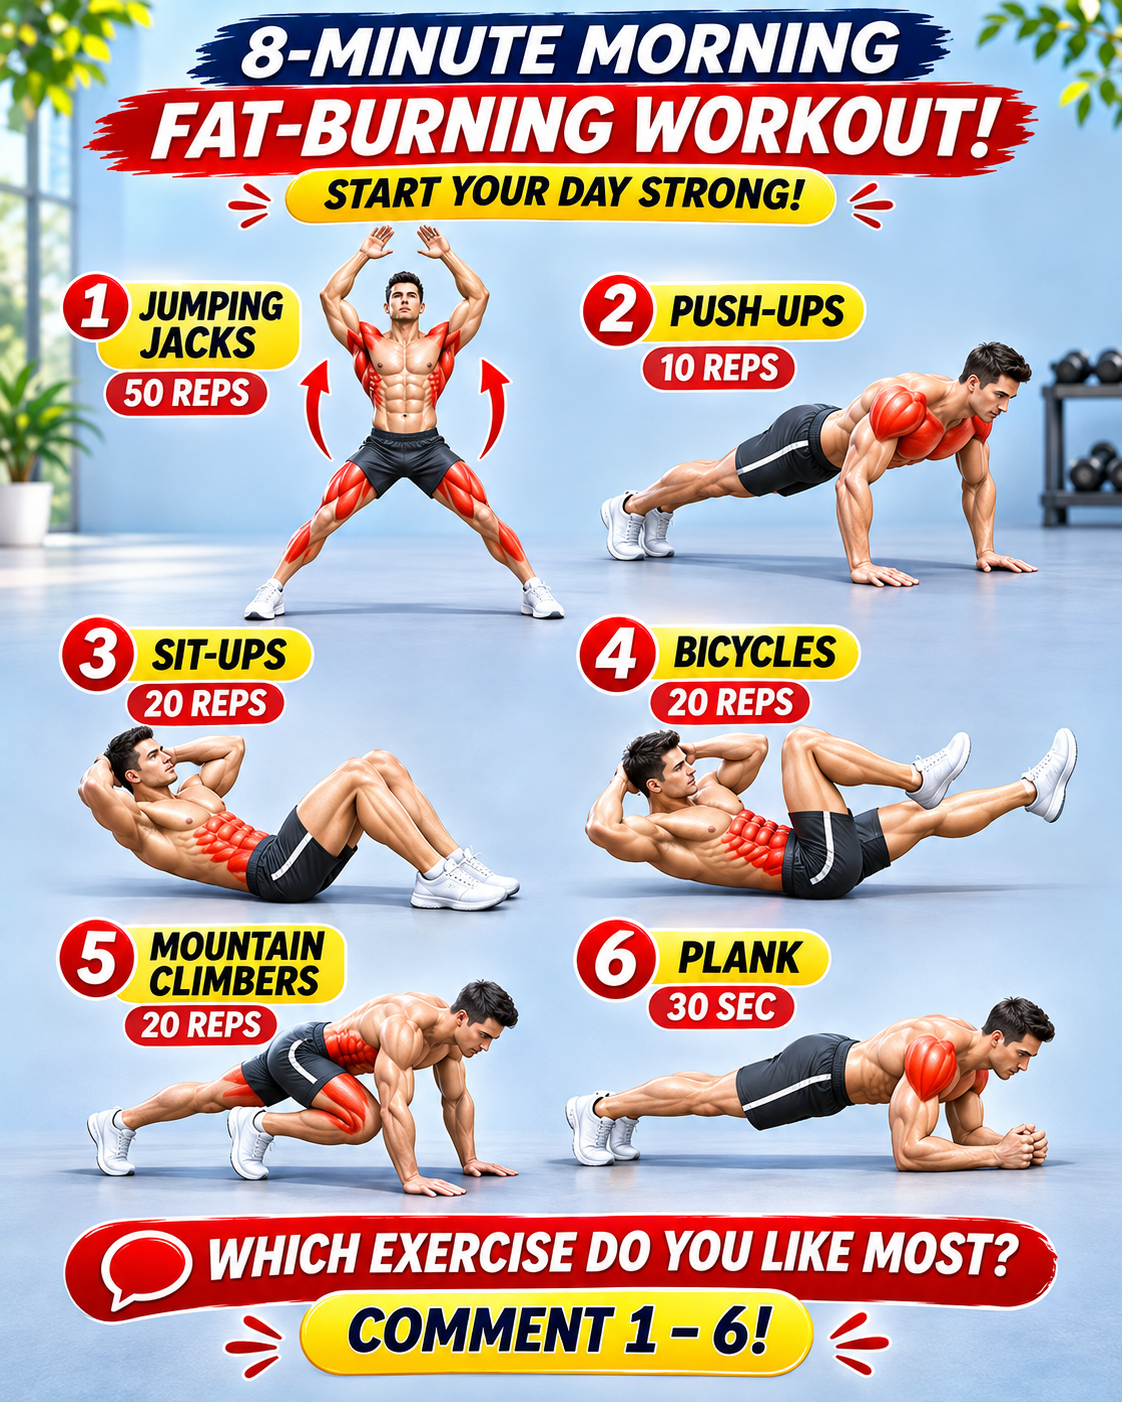 8-MINUTE MORNING
FAT-BURNING WORKOUT!
START YOUR DAY STRONG!
1 JUMPING
JACKS
50 REPS
2 PUSH-UPS
10 REPS
3 SIT-UPS
20 REPS
4 BICYCLES
20 REPS
5 MOUNTAIN
CLIMBERS
20 REPS
6 PLANK
30 SEC
WHICH EXERCISE DO YOU LIKE MOST?
COMMENT 1 – 6!